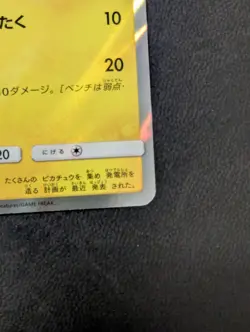 たく 10
20
0ダメージ。[ベンチは弱点・
20 にげる
たくさんの ピカチュウを 集め 発電所を
造る 計画が 最近 発表 された。